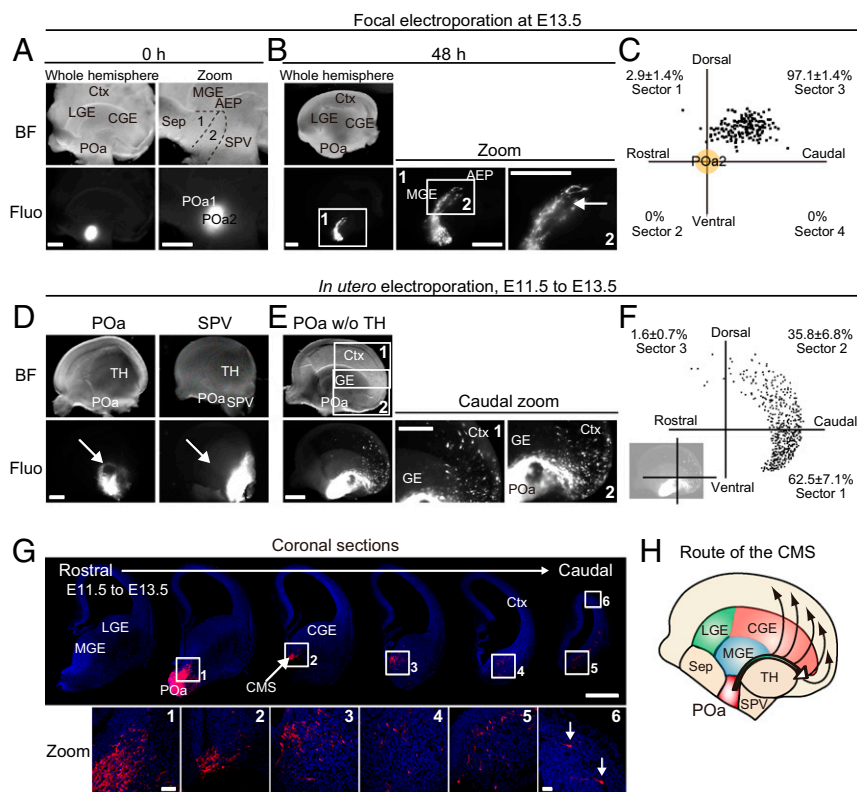 Focal electroporation at E13.5
A
0 h
B
48 h
C
Whole hemisphere
Zoom
Whole hemisphere
BF
Ctx
LGE
CGE
POa
MGE
AEP
Sep
1
2
SPV
Ctx
LGE
CGE
POa
Zoom
Fluo
POa1
POa2
1
1
AEP
MGE
2
2
Dorsal
2.9±1.4%
Sector 1
97.1±1.4%
Sector 3
Rostral
POa2
Caudal
0%
Sector 2
Ventral
0%
Sector 4
In utero electroporation, E11.5 to E13.5
D
POa
SPV
E
POa w/o TH
F
BF
TH
POa
TH
POa
SPV
Ctx
1
GE
POa
2
Caudal zoom
Fluo
Ctx
1
GE
GE
Ctx
POa
2
1.6±0.7%
Sector 3
Dorsal
35.8±6.8%
Sector 2
Rostral
Caudal
Ventral
62.5±7.1%
Sector 1
G
Coronal sections
Rostral
Caudal
E11.5 to E13.5
LGE
MGE
POa
1
CGE
2
CMS
3
Ctx
4
6
5
Zoom
1
2
3
4
5
6
H
Route of the CMS
LGE
CGE
MGE
Sep
TH
SPV
POa